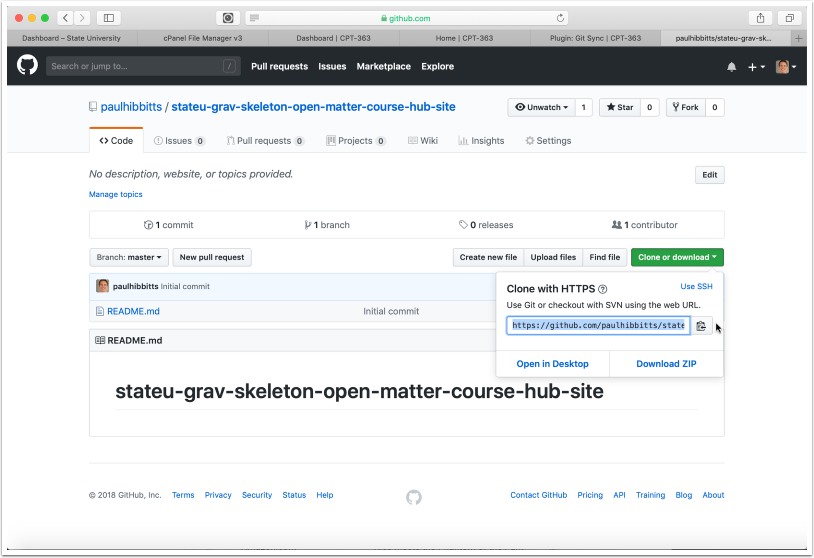 github.com
Dashboard – State University
cPanel File Manager v3
Dashboard | CPT-363
Home | CPT-363
Plugin: Git Sync | CPT-363
paulhibbitts/stateu-grav-sk...
Search or jump to...
/
Pull requests
Issues
Marketplace
Explore
paulhibbitts / stateu-grav-skeleton-open-matter-course-hub-site
Unwatch 1
Star 0
Fork 0
Code
Issues 0
Pull requests 0
Projects 0
Wiki
Insights
Settings
No description, website, or topics provided.
Edit
Manage topics
1 commit
1 branch
0 releases
1 contributor
Branch: master
New pull request
Create new file
Upload files
Find file
Clone or download
paulhibbitts Initial commit
README.md
Initial commit
Clone with HTTPS
Use SSH
Use Git or checkout with SVN using the web URL.
https://github.com/paulhibbitts/state
Open in Desktop
Download ZIP
README.md
stateu-grav-skeleton-open-matter-course-hub-site
© 2018 GitHub, Inc.
Terms
Privacy
Security
Status
Help
Contact GitHub
Pricing
API
Training
Blog
About